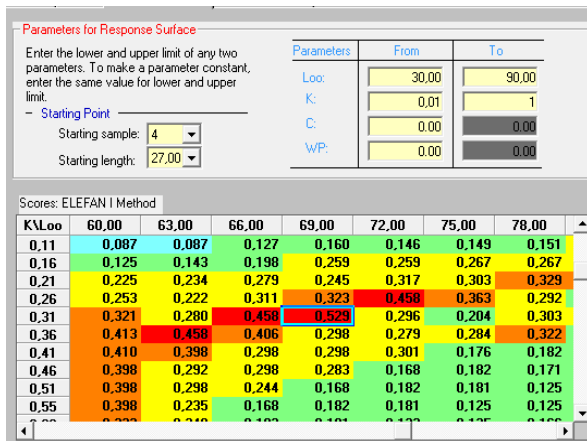 Parameters for Response Surface
Enter the lower and upper limit of any two
parameters. To make a parameter constant,
enter the same value for lower and upper
limit.
Starting Point
Starting sample: 4
Starting length: 27,00
Parameters From To
Loo: 30,00 90,00
K: 0,01 1
C: 0.00 0.00
WP: 0.00 0.00
Scores: ELEFAN I Method
K\Loo 60,00 63,00 66,00 69,00 72,00 75,00 78,00
0,11 0,087 0,087 0,127 0,160 0,146 0,149 0,151
0,16 0,125 0,143 0,198 0,259 0,259 0,267 0,267
0,21 0,225 0,234 0,279 0,245 0,317 0,303 0,329
0,26 0,253 0,222 0,311 0,323 0,458 0,363 0,292
0,31 0,321 0,280 0,458 0,529 0,296 0,204 0,303
0,36 0,413 0,458 0,406 0,298 0,279 0,284 0,322
0,41 0,410 0,398 0,298 0,298 0,301 0,176 0,182
0,46 0,398 0,292 0,298 0,283 0,168 0,182 0,171
0,51 0,398 0,298 0,244 0,168 0,182 0,181 0,125
0,55 0,398 0,235 0,168 0,182 0,181 0,125 0,125